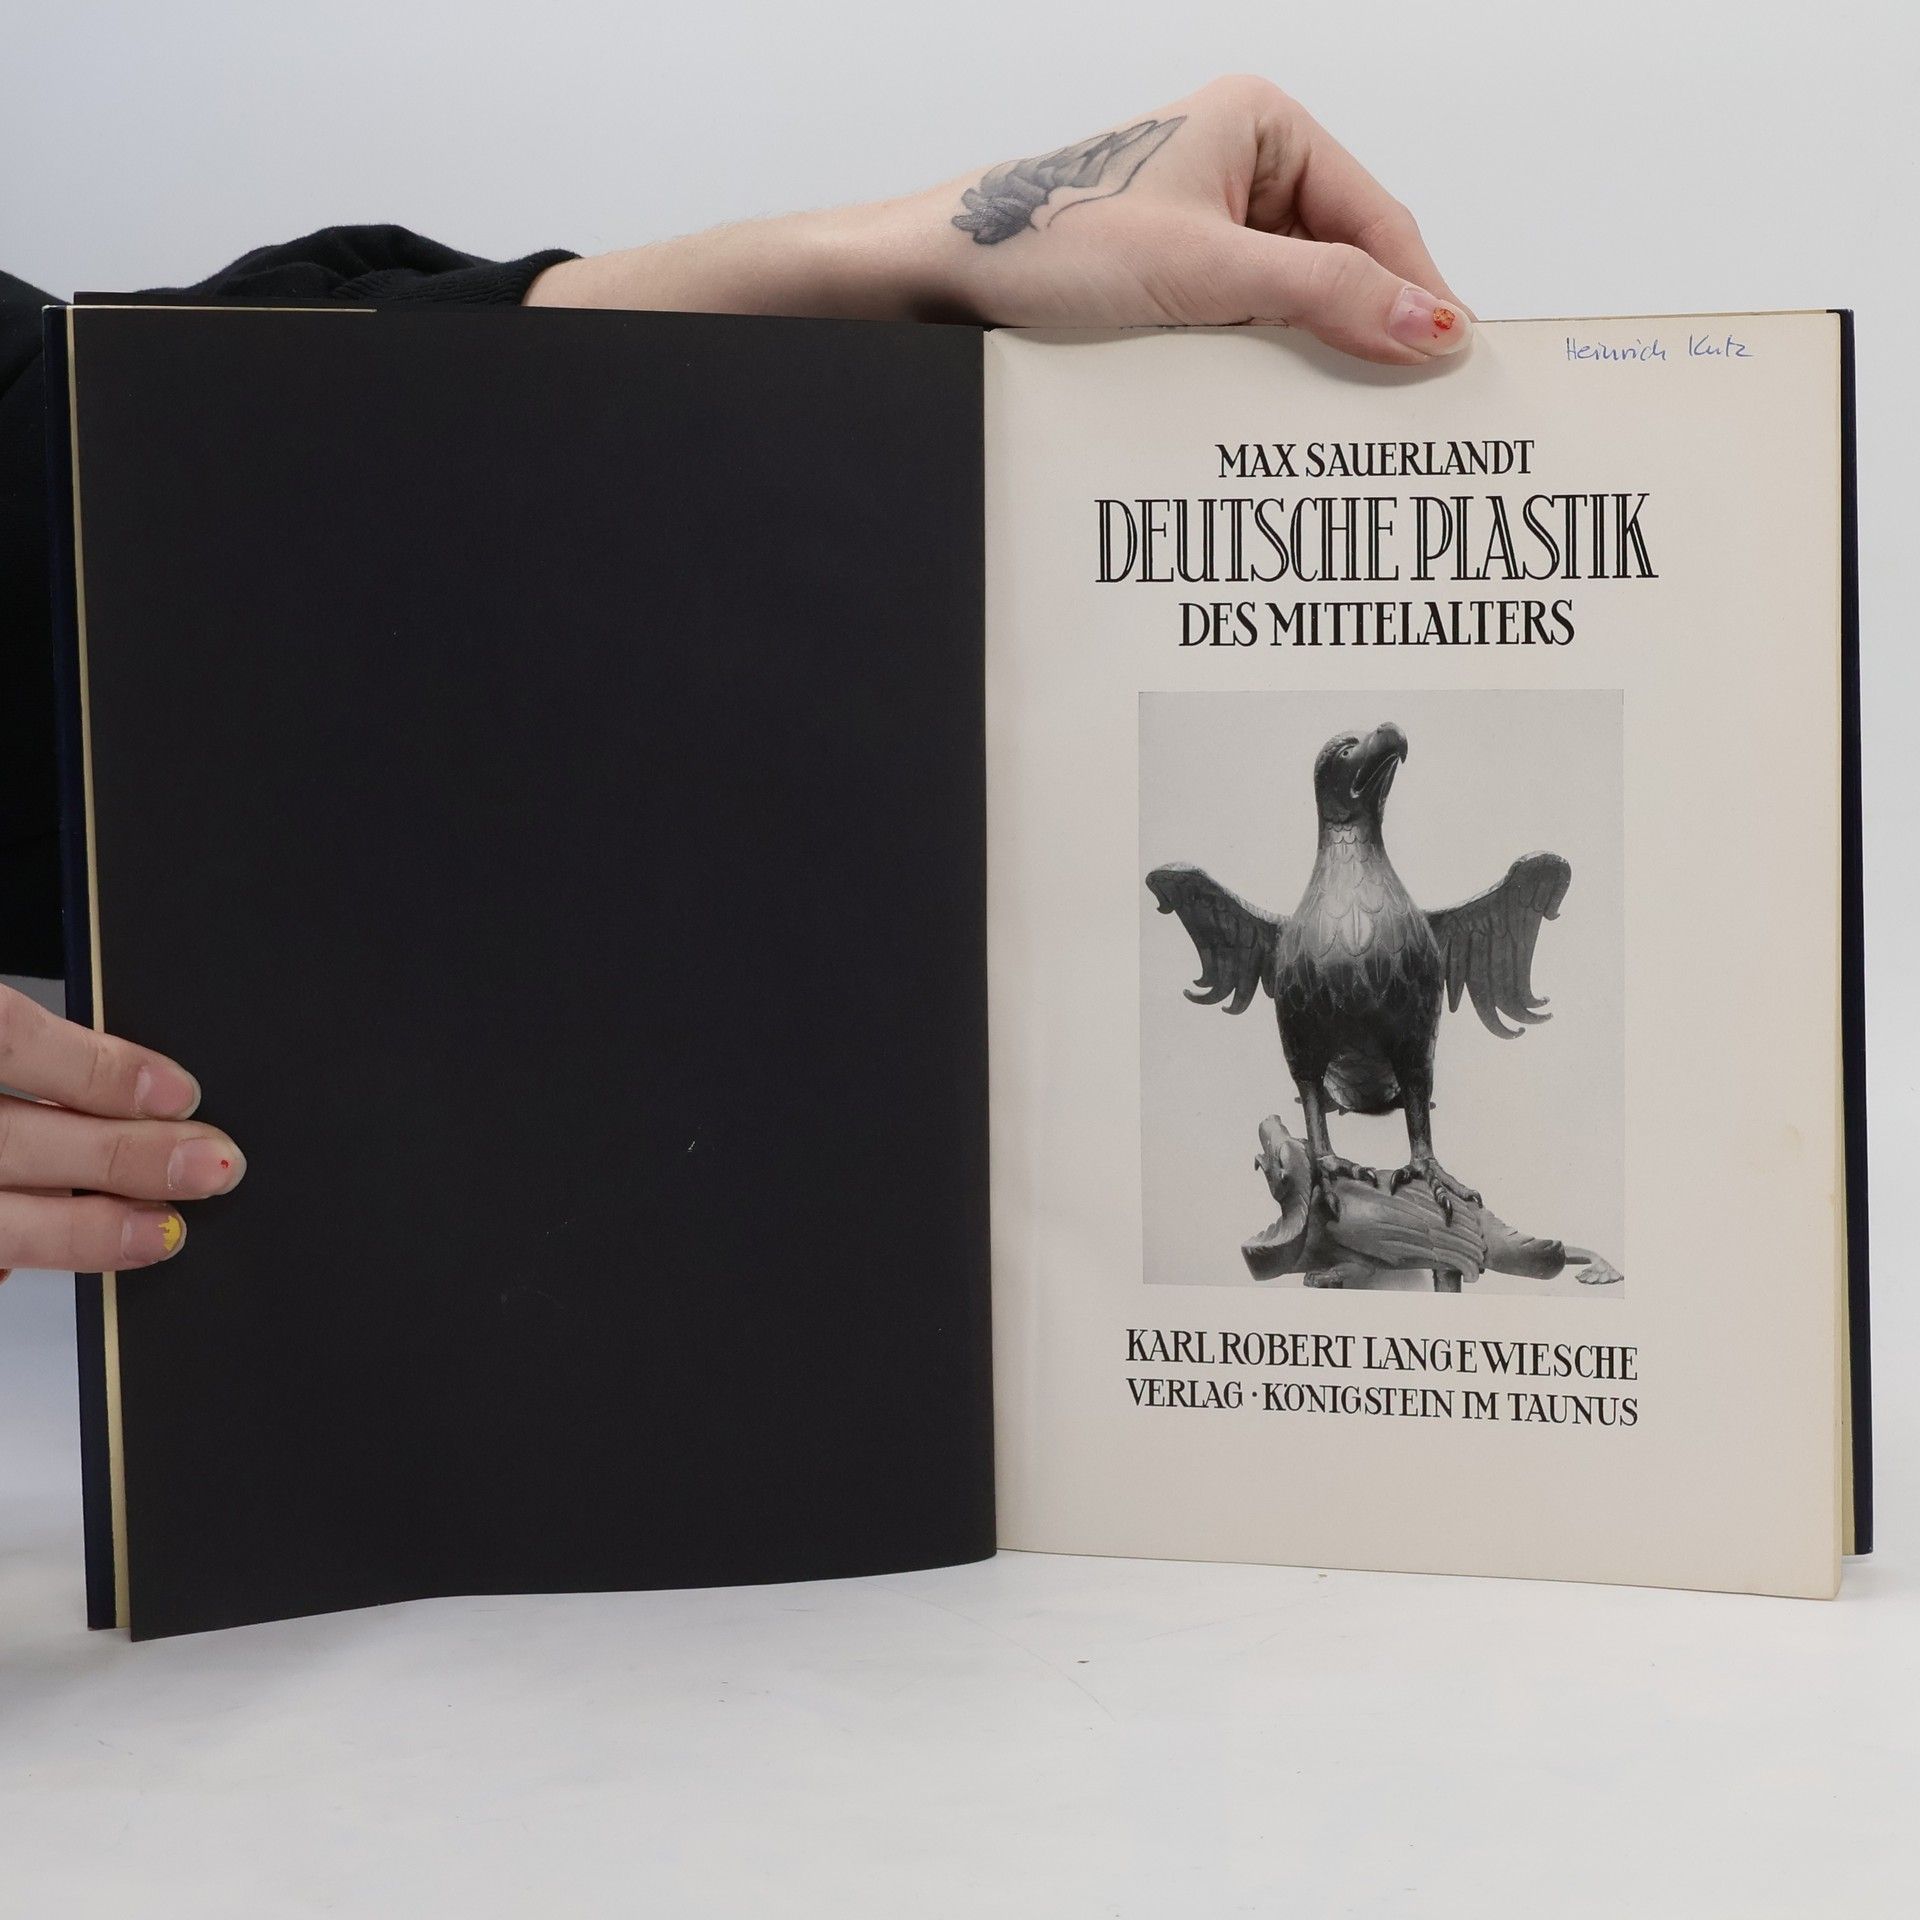 Heinrich Kutz
MAX SAUERLANDT
DEUTSCHE PLASTIK
DES MITTELALTERS
KARL ROBERT LANGEWIESCHE
VERLAG · KÖNIGSTEIN IM TAUNUS